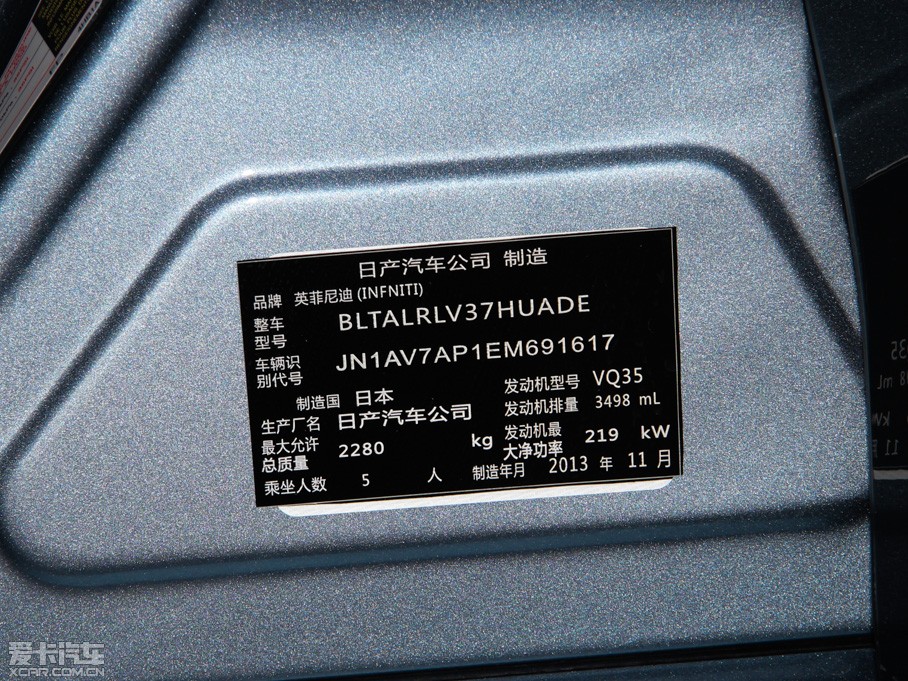 日产汽车公司 制造
品牌 英菲尼迪 (INFNITI)
整车型号 BLTALRLV37HUADE
车辆识别代号 JN1AV7AP1EM691617
制造国 日本 发动机型号 VQ35
生产厂名 日产汽车公司 发动机排量 3498 mL
最大允许总质量 2280 kg 发动机最大净功率 219 kW
乘坐人数 5 人 制造年月 2013 年 11 月
爱卡汽车
XCAR.COM.CN